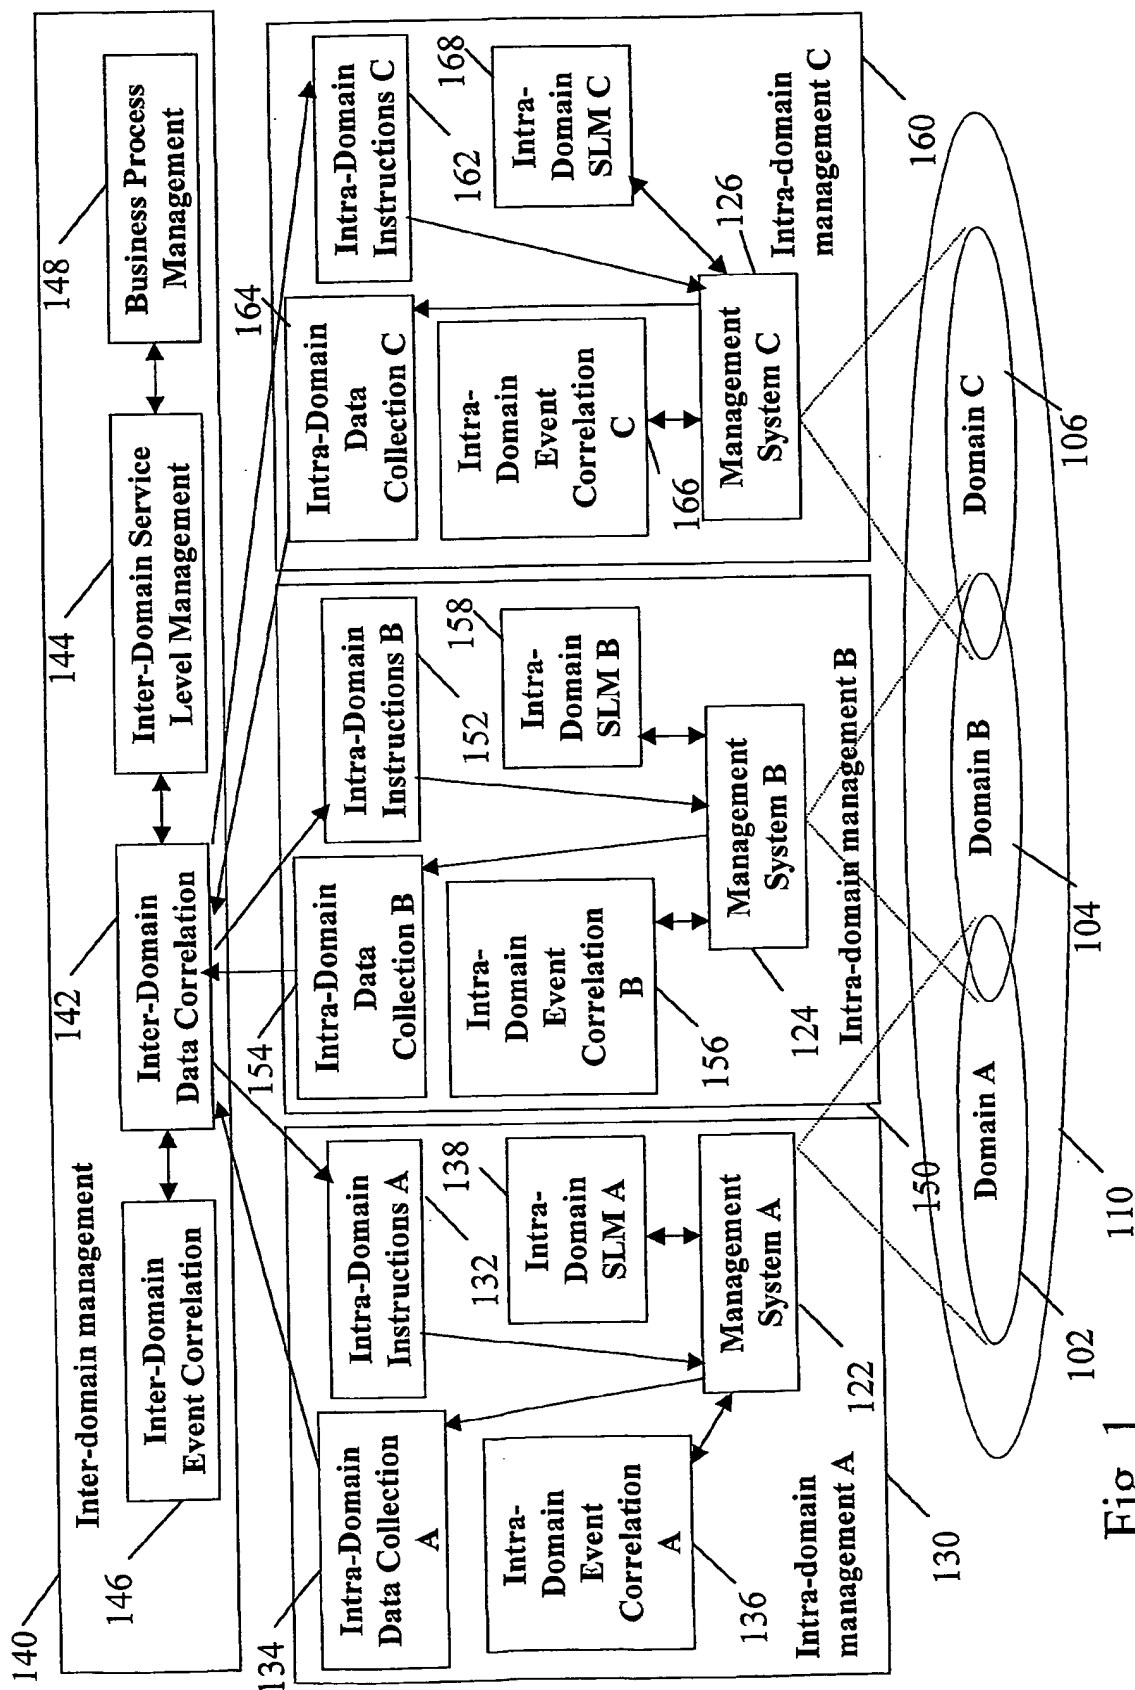 140
Inter-domain management
146
Inter-Domain
Event Correlation
142
Inter-Domain
Data Correlation
144
Inter-Domain Service
Level Management
148
Business Process
Management
134
Intra-Domain
Data Collection
A
Intra-Domain
Instructions A
132
138
Intra-
Domain
SLM A
Intra-
Domain
Event
Correlation
A
136
Management
System A
122
Intra-domain
management A
130
154
Intra-Domain
Data
Collection B
Intra-Domain
Instructions B
152
158
Intra-
Domain
SLM B
Intra-
Domain
Event
Correlation
B
156
Management
System B
124
Intra-domain management B
150
164
Intra-Domain
Data
Collection C
Intra-Domain
Instructions C
162
168
Intra-
Domain
SLM C
Intra-
Domain
Event
Correlation
C
166
Management
System C
126
Intra-domain
management C
160
Domain A
Domain B
Domain C
102
110
104
106
Fig. 1